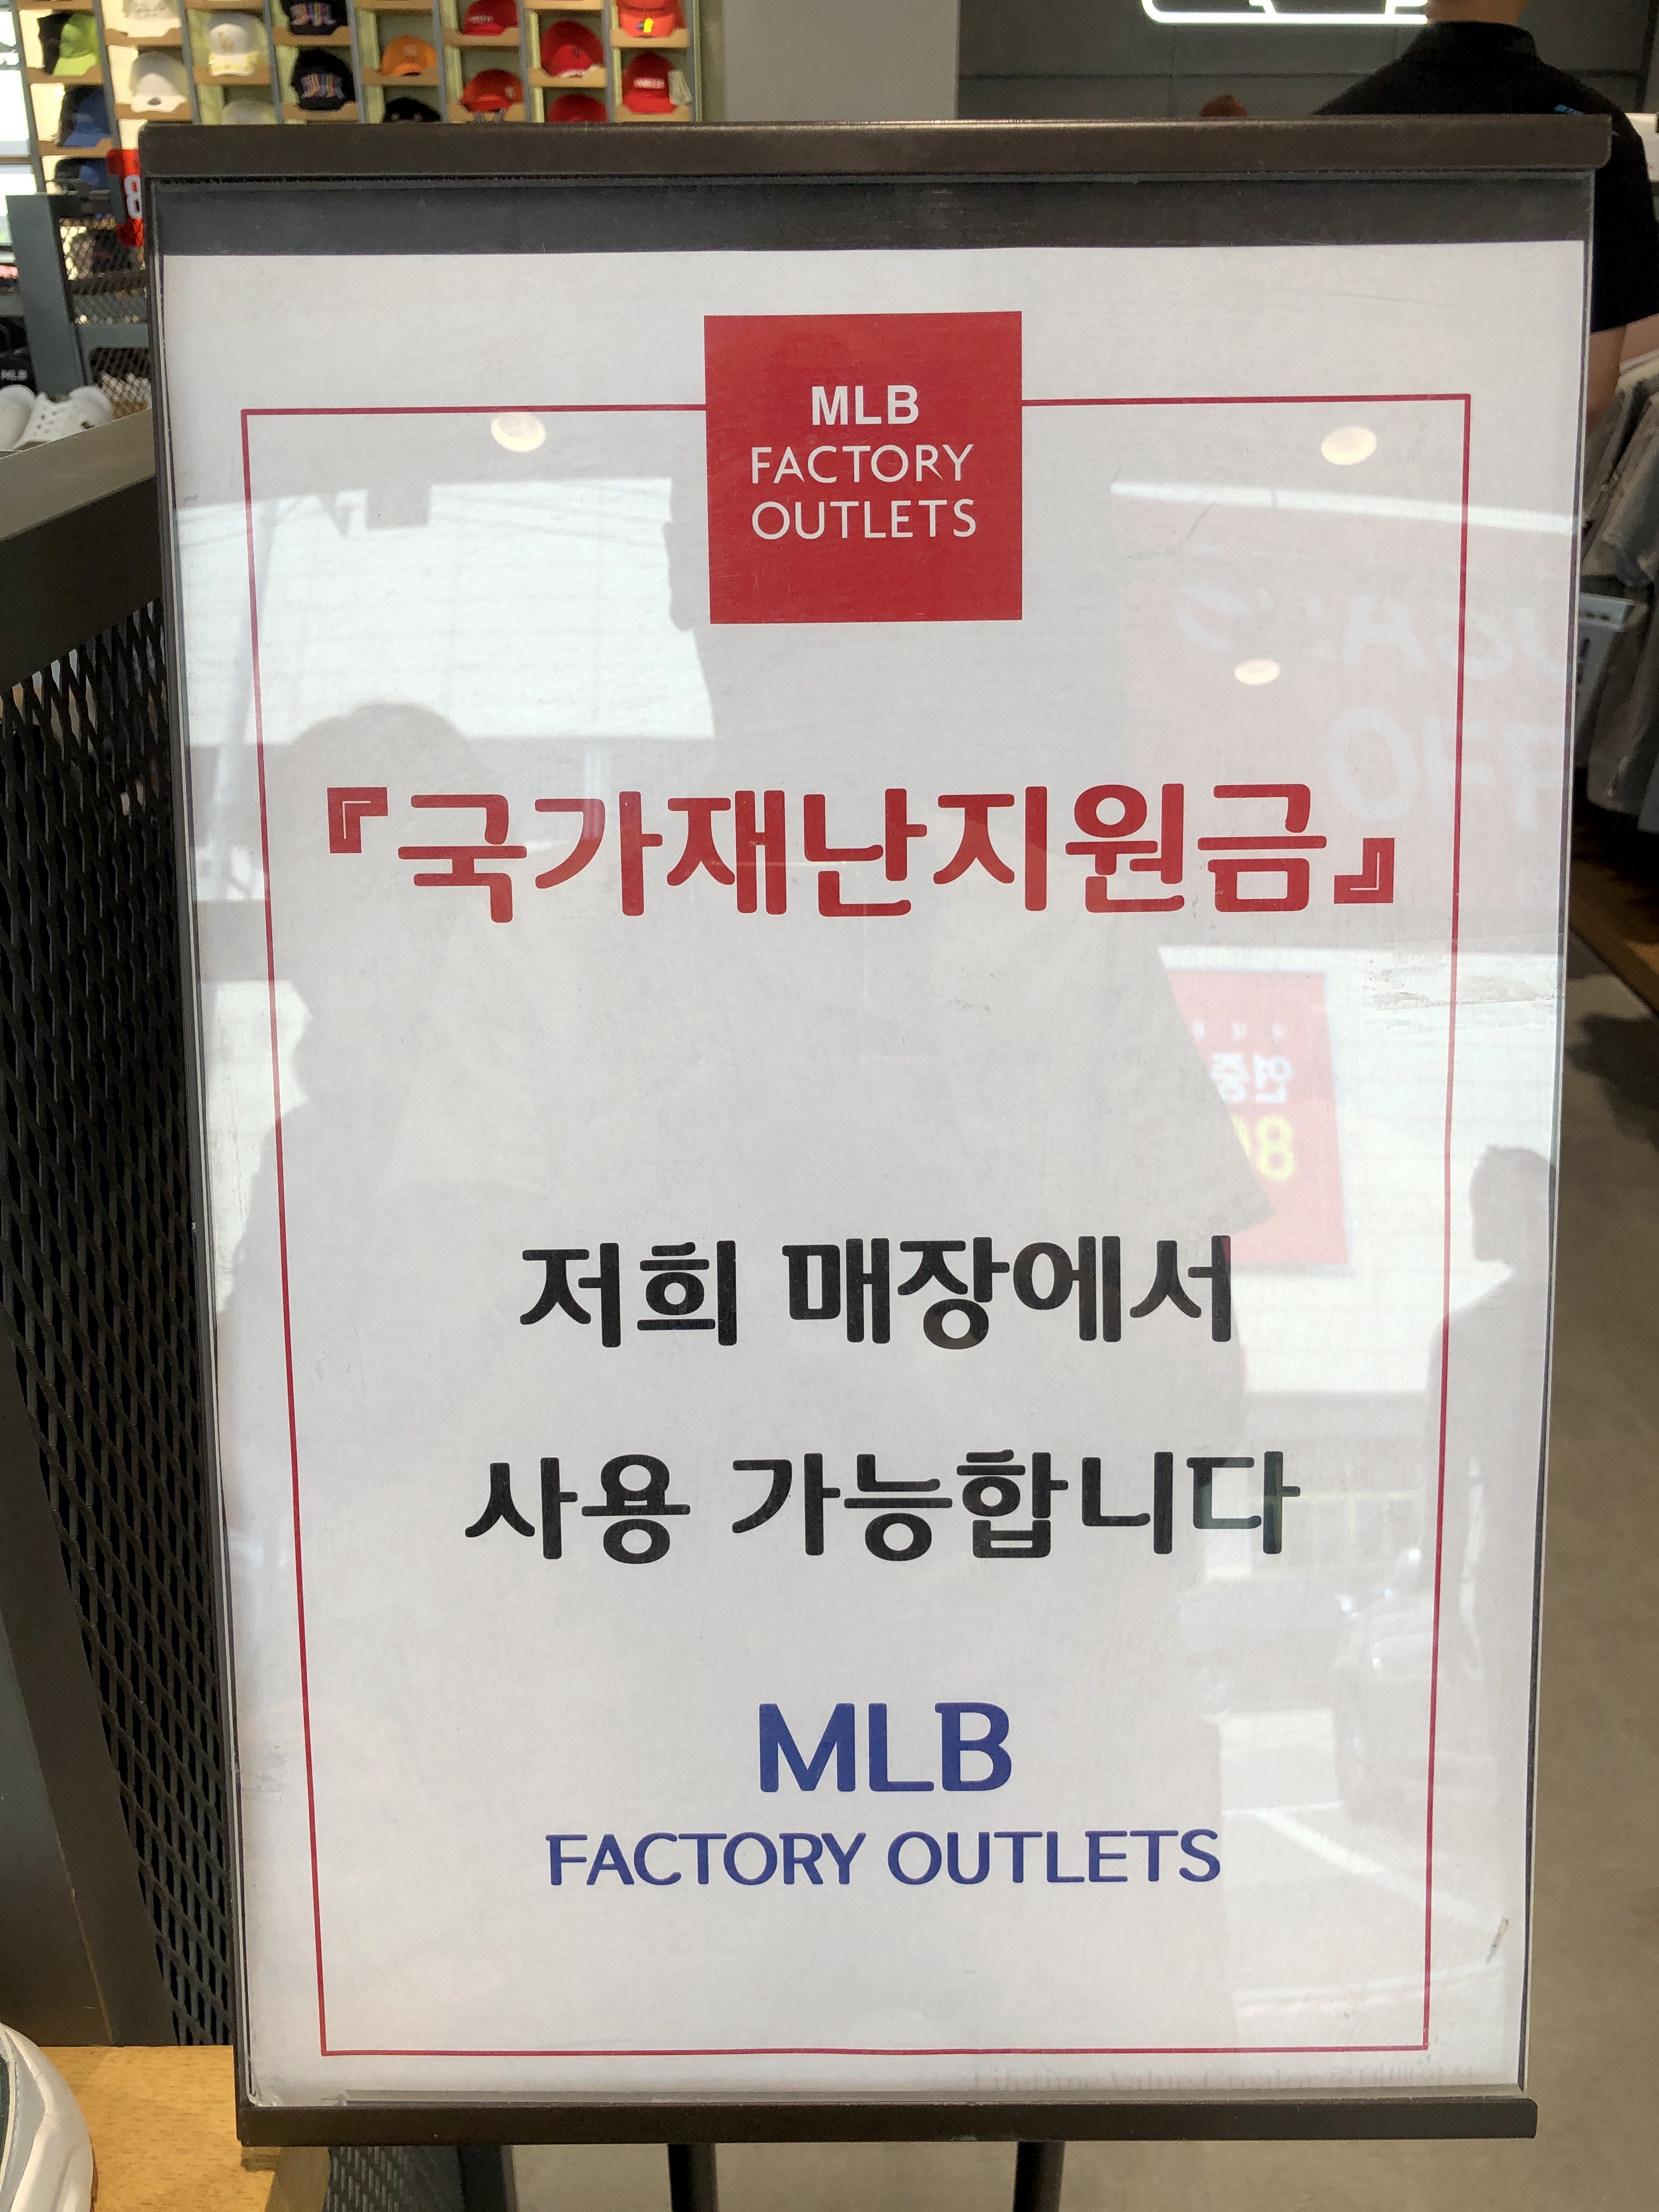 MLB
FACTORY
OUTLETS
『국가재난지원금』
저희 매장에서
사용 가능합니다
MLB
FACTORY OUTLETS